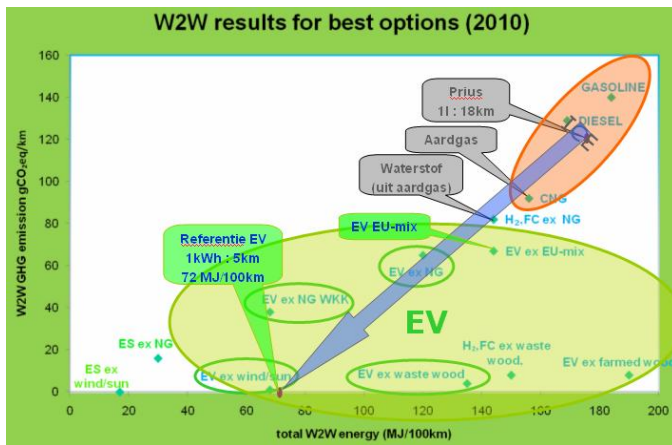 W2W results for best options (2010)
W2W GHG emission gCO₂eq/km
160
140
120
100
80
60
40
20
0
0
20
40
60
80
100
120
140
160
180
200
total W2W energy (MJ/100km)
Prius
1l : 18km
GASOLINE
DIESEL
Aardgas
CNG
Waterstof
(uit aardgas)
H₂,FC ex NG
Referentie EV
1kWh : 5km
72 MJ/100km
EV EU-mix
EV ex EU-mix
EV ex NG
EV ex NG WKK
EV
ES ex NG
ES ex
wind/sun
EV ex wind/sun
EV ex waste wood
H₂,FC ex waste
wood,
EV ex farmed wood